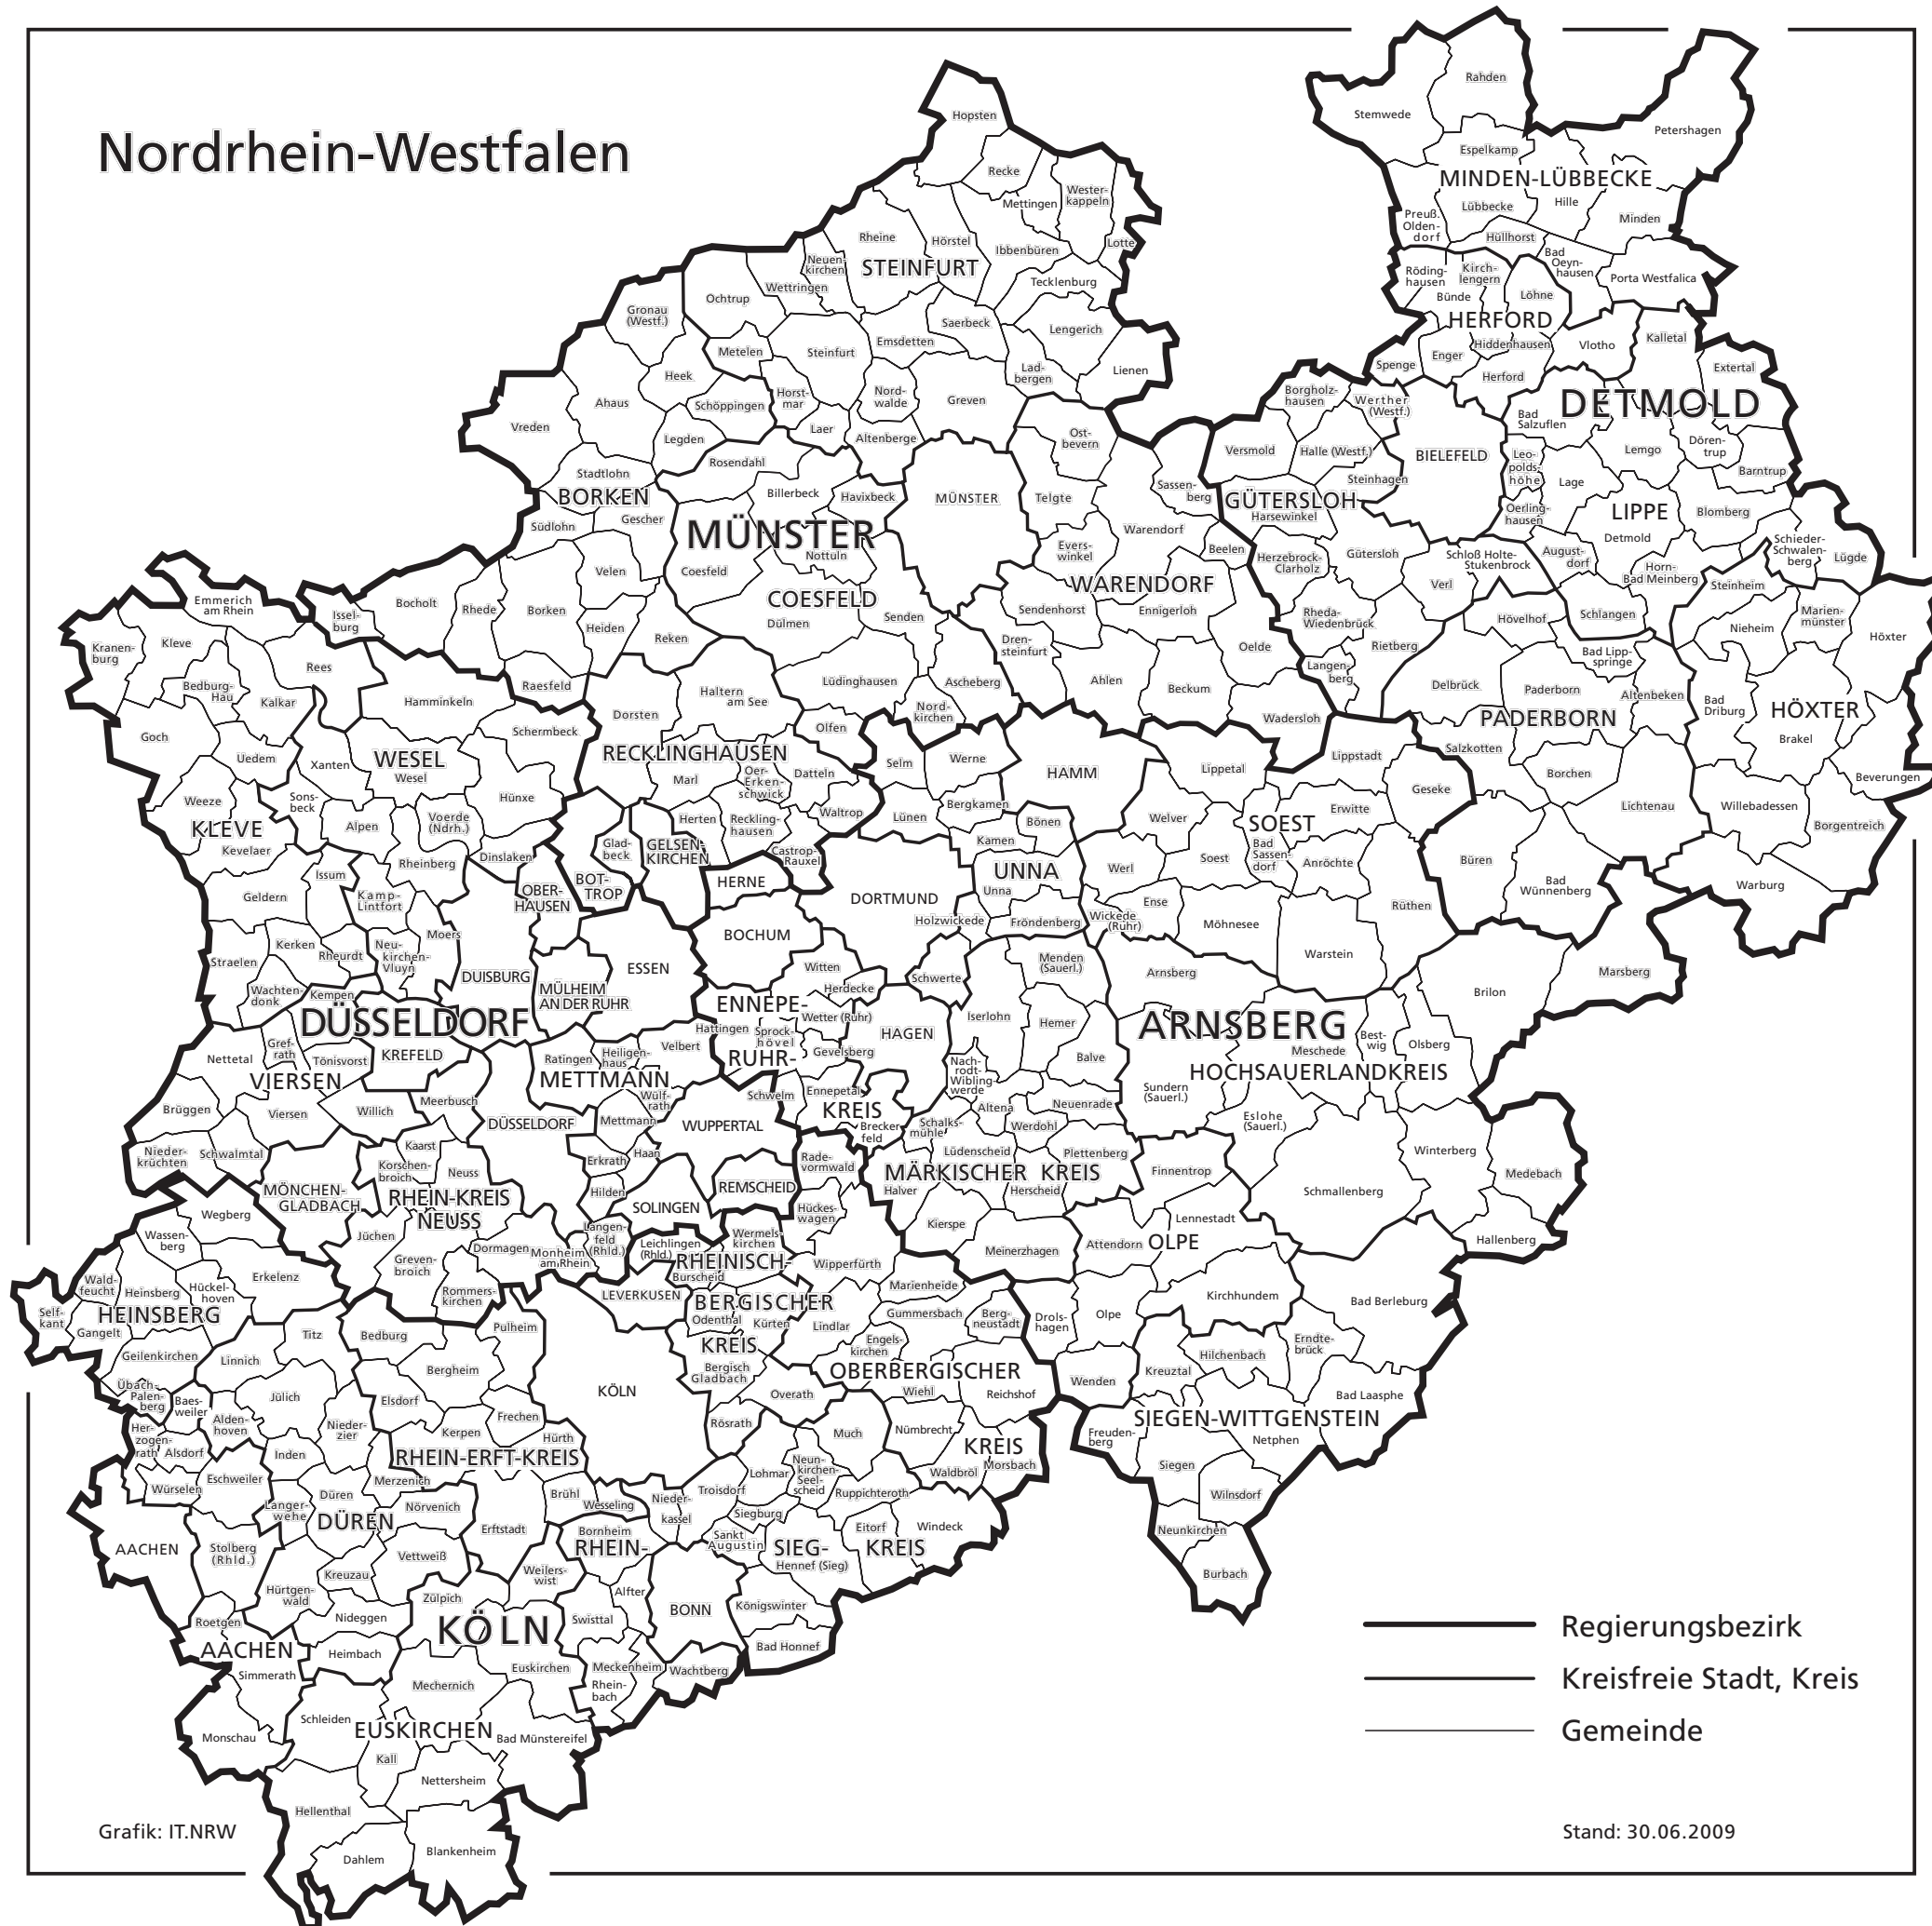 Nordrhein-Westfalen
Rahden
Stemwede
Petershagen
Espelkamp
MINDEN-LÜBBECKE
Lübbecke
Hille
Minden
Preuß.
Olden-
dorf
Hüllhorst
Bad
Oeyn-
hausen
Porta Westfalica
Röding-
hausen
Kirch-
lengern
Bünde
Löhne
HERFORD
Hiddenhausen
Enger
Vlotho
Spenge
Herford
Kalletal
Extertal
DETMOLD
Bad
Salzuflen
Lemgo
Dören-
trup
Barntrup
Leo-
polds-
höhe
Lage
Oerling-
hausen
LIPPE
Blomberg
Detmold
August-
dorf
Horn-
Bad Meinberg
Schieder-
Schwalen-
berg
Lügde
Schlangen
BIELEFELD
Borgholz-
hausen
Werther
(Westf.)
Versmold
Halle (Westf.)
Steinhagen
GÜTERSLOH
Harsewinkel
Herzebrock-
Clarholz
Gütersloh
Schloß Holte-
Stukenbrock
Verl
Rheda-
Wiedenbrück
Rietberg
Langen-
berg
Hövelhof
Bad Lipp-
springe
Delbrück
Paderborn
Altenbeken
PADERBORN
Salzkotten
Borchen
Lichtenau
Büren
Bad
Wünnenberg
Steinheim
Marien-
münster
Nieheim
Höxter
Bad
Driburg
HÖXTER
Brakel
Beverungen
Willebadessen
Borgentreich
Warburg
Hopsten
Recke
Mettingen
Wester-
kappeln
Rheine
Hörstel
Ibbenbüren
Lotte
Neuen-
kirchen
STEINFURT
Wettringen
Tecklenburg
Ochtrup
Saerbeck
Lengerich
Metelen
Steinfurt
Emsdetten
Lad-
bergen
Lienen
Horst-
mar
Nord-
walde
Greven
Laer
Altenberge
Gronau
(Westf.)
Heek
Ahaus
Schöppingen
Vreden
Legden
Stadtlohn
BORKEN
Südlohn
Gescher
Velen
Bocholt
Rhede
Borken
Heiden
Reken
Isselburg
Raesfeld
Rosendahl
Billerbeck
Havixbeck
MÜNSTER
MÜNSTER
Nottuln
Coesfeld
COESFELD
Dülmen
Senden
Lüdinghausen
Ascheberg
Nord-
kirchen
Olfen
Ost-
bevern
Telgte
Sassen-
berg
Warendorf
Evers-
winkel
Beelen
WARENDORF
Sendenhorst
Ennigerloh
Dren-
steinfurt
Oelde
Ahlen
Beckum
Wadersloh
Haltern
am See
Dorsten
RECKLINGHAUSEN
Marl
Oer-
Erken-
schwick
Datteln
Waltrop
Herten
Reckling-
hausen
Castrop-
Rauxel
Glad-
beck
GELSEN-
KIRCHEN
BOT-
TROP
Emmerich
am Rhein
Kranen-
burg
Kleve
Rees
Bedburg-
Hau
Kalkar
Goch
Uedem
Weeze
KLEVE
Kevelaer
Issum
Geldern
Kerken
Rheurdt
Straelen
Wachten-
donk
Hamminkeln
Schermbeck
WESEL
Wesel
Xanten
Sons-
beck
Hünxe
Alpen
Voerde
(Ndrh.)
Rheinberg
Dinslaken
Kamp-
Lintfort
Moers
Neu-
kirchen-
Vluyn
OBER-
HAUSEN
DUISBURG
MÜLHEIM
AN DER RUHR
ESSEN
DÜSSELDORF
Kempen
Gref-
rath
Nettetal
Tönisvorst
KREFELD
VIERSEN
Brüggen
Viersen
Willich
Nieder-
krüchten
Schwalmtal
Meerbusch
DÜSSELDORF
Ratingen
Heiligen-
haus
Velbert
METTMANN
Wülf-
rath
Mettmann
Erkrath
Haan
Hilden
Langen-
feld
(Rhld.)
Monheim
am Rhein
WUPPERTAL
REMSCHEID
SOLINGEN
MÖNCHEN-
GLADBACH
Kaarst
Korschen-
broich
Neuss
RHEIN-KREIS
NEUSS
Jüchen
Greven-
broich
Dormagen
Rommers-
kirchen
Selm
Werne
Bergkamen
Lünen
Bönen
Kamen
UNNA
Unna
Holzwickede
Fröndenberg
Schwerte
HAMM
DORTMUND
HERNE
BOCHUM
Witten
Herdecke
ENNEPE-
Wetter (Ruhr)
Hattingen
Sprock-
hövel
RUHR-
Gevelsberg
Schwelm
Ennepetal
KREIS
Brecker
feld
HAGEN
Lippetal
Lippstadt
Geseke
Welver
SOEST
Erwitte
Soest
Bad
Sassen-
dorf
Anröchte
Werl
Ense
Wickede
(Ruhr)
Möhnesee
Rüthen
Warstein
Menden
(Sauerl.)
Iserlohn
Hemer
Balve
Nach-
rodt-
Wibling-
werde
Altena
Neuenrade
Schalks-
mühle
Werdohl
Lüdenscheid
Plettenberg
MÄRKISCHER KREIS
Halver
Herscheid
Kierspe
Meinerzhagen
Arnsberg
Marsberg
Brilon
ARNSBERG
Best-
wig
Olsberg
Meschede
HOCHSAUERLANDKREIS
Sundern
(Sauerl.)
Eslohe
(Sauerl.)
Winterberg
Medebach
Schmallenberg
Hallenberg
Finnentrop
Lennestadt
Attendorn
OLPE
Kirchhundem
Drols-
hagen
Olpe
Wenden
Bad Berleburg
Erndte-
brück
Hilchenbach
Kreuztal
Bad Laasphe
SIEGEN-WITTGENSTEIN
Netphen
Freuden-
berg
Siegen
Wilnsdorf
Neunkirchen
Burbach
Wegberg
Wassen-
berg
Erkelenz
Wald-
feucht
Heinsberg
Hückel-
hoven
Self-
kant
HEINSBERG
Gangelt
Geilenkirchen
Übach-
Palen-
berg
Titz
Linnich
Jülich
Alden-
hoven
Nieder-
zier
Inden
Merzenich
Düren
Langer-
wehe
Nörvenich
DÜREN
Vettweiß
Kreuzau
Hürtgen-
wald
Nideggen
Heimbach
Baes-
weiler
Her-
zogen-
rath
Alsdorf
Würselen
Eschweiler
AACHEN
Stolberg
(Rhld.)
Roetgen
AACHEN
Simmerath
Monschau
Bedburg
Pulheim
Bergheim
Elsdorf
Frechen
Kerpen
Hürth
RHEIN-ERFT-KREIS
Brühl
Wesseling
Erftstadt
KÖLN
LEVERKUSEN
Leichlingen
(Rhld.)
Wermels-
kirchen
RHEINISCH-
Burscheid
BERGISCHER
Odenthal
Kürten
KREIS
Bergisch
Gladbach
Overath
Rösrath
Rade-
vormwald
Hückes-
wagen
Wipperfürth
Marienheide
Gummersbach
Berg-
neustadt
Lindlar
Engels-
kirchen
OBERBERGISCHER
Wiehl
Reichshof
Nümbrecht
KREIS
Waldbröl
Morsbach
Much
Neun-
kirchen-
Seel-
scheid
Lohmar
Ruppichteroth
Troisdorf
Nieder-
kassel
Siegburg
Sankt
Augustin
Eitorf
Windeck
Bornheim
RHEIN-
SIEG-
KREIS
Hennef (Sieg)
Alfter
Königswinter
BONN
Swisttal
Bad Honnef
Meckenheim
Wachtberg
Rhein-
bach
Weilers-
wist
Zülpich
KÖLN
Euskirchen
Mechernich
Schleiden
EUSKIRCHEN
Bad Münstereifel
Kall
Nettersheim
Hellenthal
Blankenheim
Dahlem
Regierungsbezirk
Kreisfreie Stadt, Kreis
Gemeinde
Grafik: IT.NRW
Stand: 30.06.2009